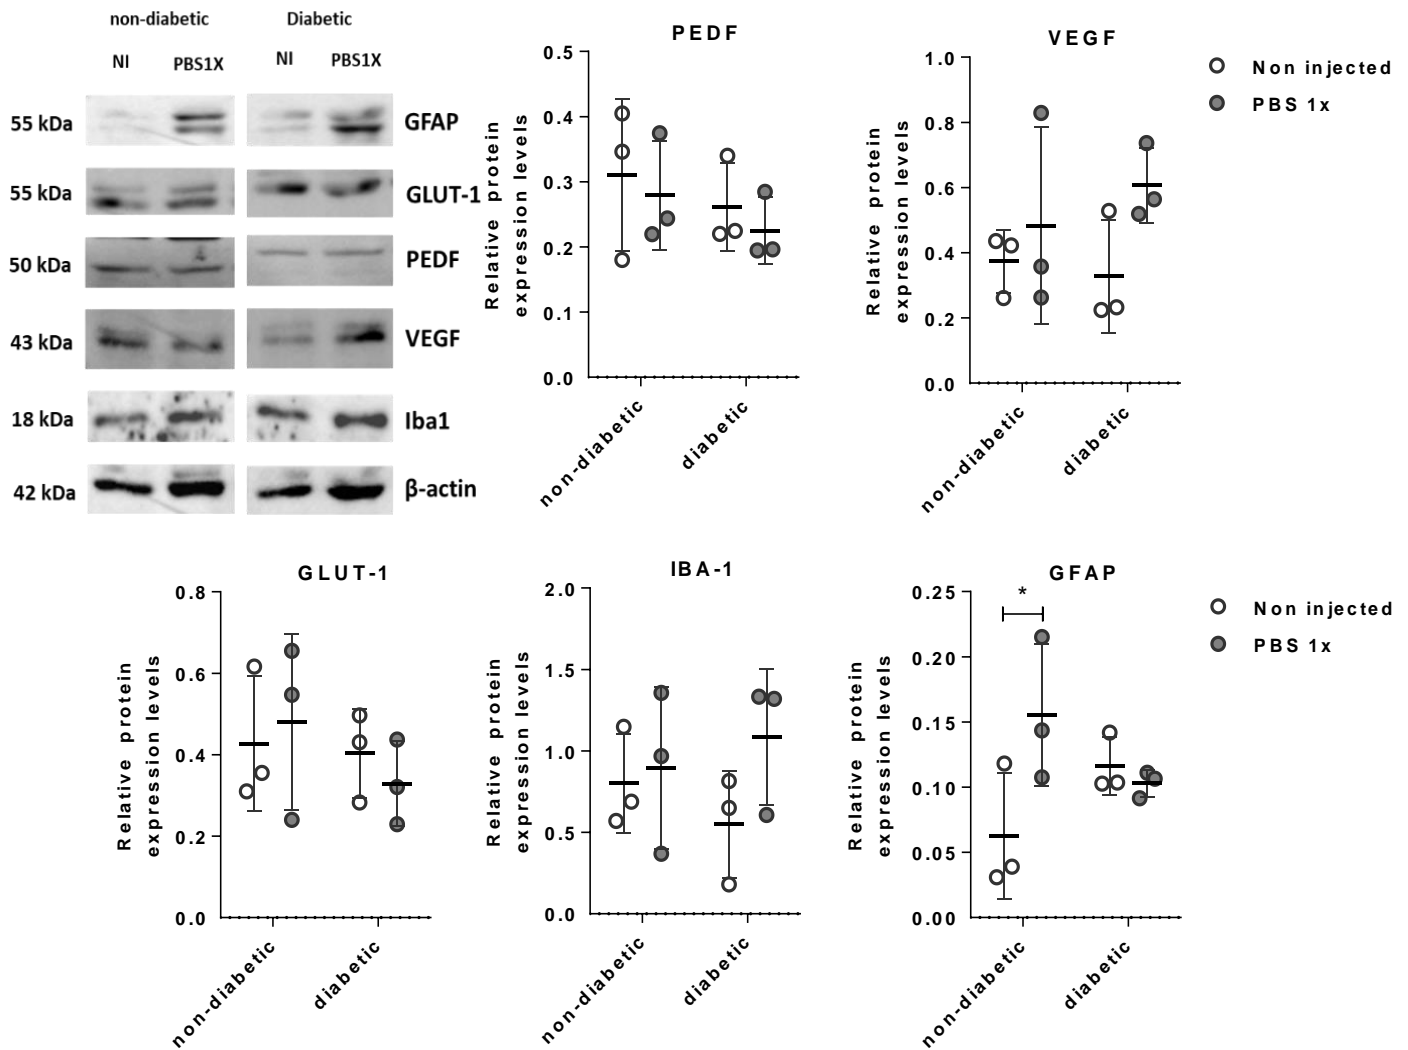 non-diabetic Diabetic
NI PBS1X NI PBS1X
55 kDa GFAP
55 kDa GLUT-1
50 kDa PEDF
43 kDa VEGF
18 kDa Iba1
42 kDa β-actin
PEDF
Relative protein
expression levels
0.5
0.4
0.3
0.2
0.1
0.0
non-diabetic
diabetic
VEGF
Relative protein
expression levels
1.0
0.8
0.6
0.4
0.2
0.0
non-diabetic
diabetic
Non injected
PBS 1x
GLUT-1
Relative protein
expression levels
0.8
0.6
0.4
0.2
0.0
non-diabetic
diabetic
IBA-1
Relative protein
expression levels
2.0
1.5
1.0
0.5
0.0
non-diabetic
diabetic
GFAP
Relative protein
expression levels
0.25
0.20
0.15
0.10
0.05
0.00
*
non-diabetic
diabetic
Non injected
PBS 1x